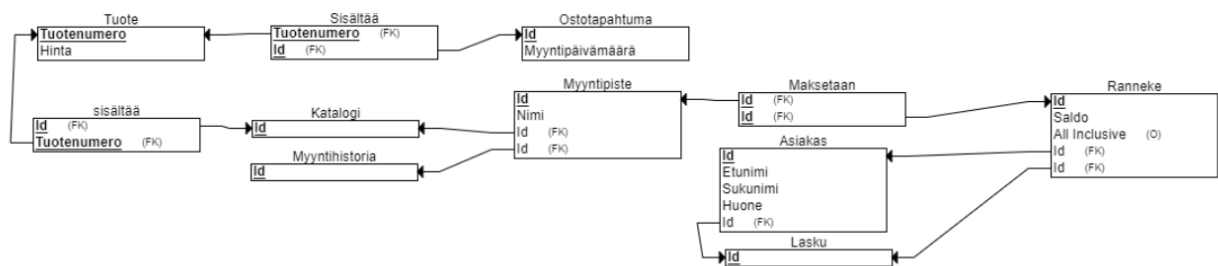 Tuote
Tuotenumero
Hinta
Sisältää
Tuotenumero (FK)
Id (FK)
Ostotapahtuma
Id
Myyntipäivämäärä
sisältää
Id (FK)
Tuotenumero (FK)
Katalogi
Id
Myyntihistoria
Id
Myyntipiste
Id
Nimi
Id (FK)
Id (FK)
Maksetaan
Id (FK)
Id (FK)
Asiakas
Id
Etunimi
Sukunimi
Huone
Id (FK)
Lasku
Id
Ranneke
Id
Saldo
All Inclusive (O)
Id (FK)
Id (FK)